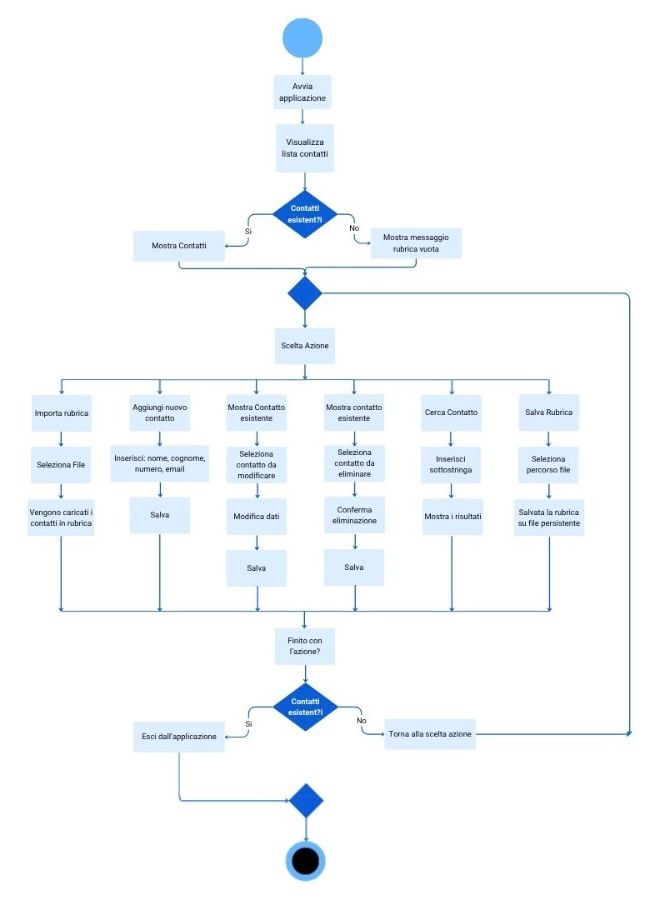 Avvia
applicazione
Visualizza
lista contatti
Contatti
esistent?i
Si
No
Mostra Contatti
Mostra messaggio
rubrica vuota
Scelta Azione
Importa rubrica
Aggiungi nuovo
contatto
Mostra Contatto
esistente
Mostra contatto
esistente
Cerca Contatto
Salva Rubrica
Seleziona File
Inserisci: nome, cognome,
numero, email
Seleziona
contatto da
modificare
Seleziona
contatto da
eliminare
Inserisci
sottostringa
Seleziona
percorso file
Vengono caricati i
contatti in rubrica
Salva
Modifica dati
Conferma
eliminazione
Mostra i risultati
Salvata la rubrica
su file persistente
Salva
Salva
Finito con
l'azione?
Contatti
esistent?i
Si
No
Esci dall'applicazione
Torna alla scelta azione